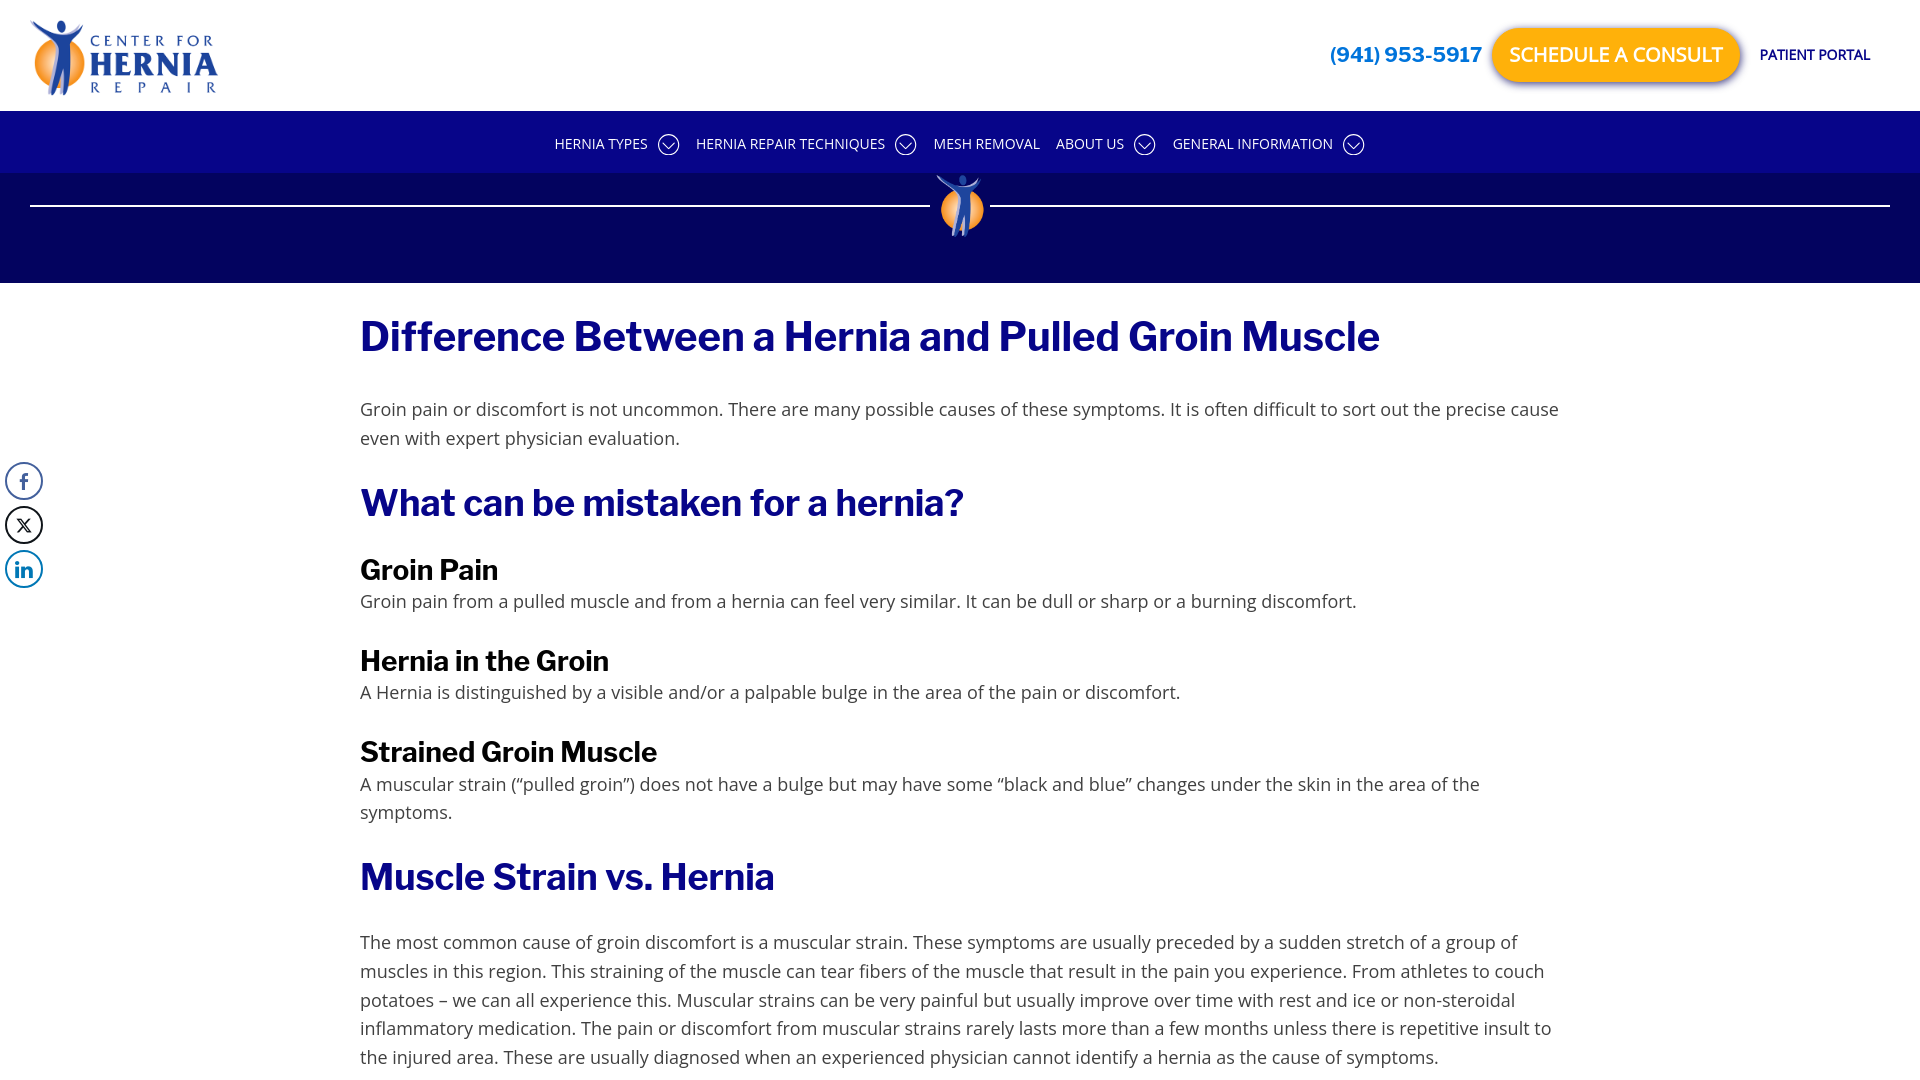 CENTER FOR
HERNIA
REPAIR
(941) 953-5917
SCHEDULE A CONSULT
PATIENT PORTAL
HERNIA TYPES
HERNIA REPAIR TECHNIQUES
MESH REMOVAL
ABOUT US
GENERAL INFORMATION
Difference Between a Hernia and Pulled Groin Muscle
Groin pain or discomfort is not uncommon. There are many possible causes of these symptoms. It is often difficult to sort out the precise cause
even with expert physician evaluation.
What can be mistaken for a hernia?
Groin Pain
Groin pain from a pulled muscle and from a hernia can feel very similar. It can be dull or sharp or a burning discomfort.
Hernia in the Groin
A Hernia is distinguished by a visible and/or a palpable bulge in the area of the pain or discomfort.
Strained Groin Muscle
A muscular strain (“pulled groin”) does not have a bulge but may have some “black and blue” changes under the skin in the area of the
symptoms.
Muscle Strain vs. Hernia
The most common cause of groin discomfort is a muscular strain. These symptoms are usually preceded by a sudden stretch of a group of
muscles in this region. This straining of the muscle can tear fibers of the muscle that result in the pain you experience. From athletes to couch
potatoes – we can all experience this. Muscular strains can be very painful but usually improve over time with rest and ice or non-steroidal
inflammatory medication. The pain or discomfort from muscular strains rarely lasts more than a few months unless there is repetitive insult to
the injured area. These are usually diagnosed when an experienced physician cannot identify a hernia as the cause of symptoms.